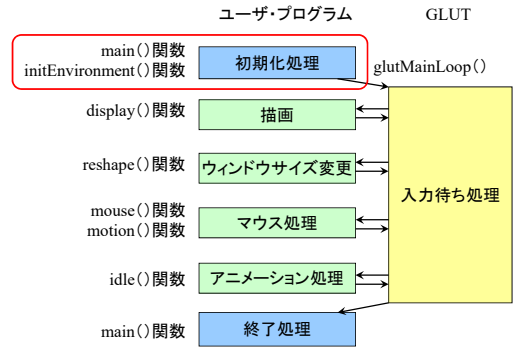 ユーザ・プログラム GLUT
main()関数
initEnvironment()関数
初期化処理
glutMainLoop()
display()関数
描画
reshape()関数
ウィンドウサイズ変更
入力待ち処理
mouse()関数
motion()関数
マウス処理
idle()関数
アニメーション処理
main()関数
終了処理